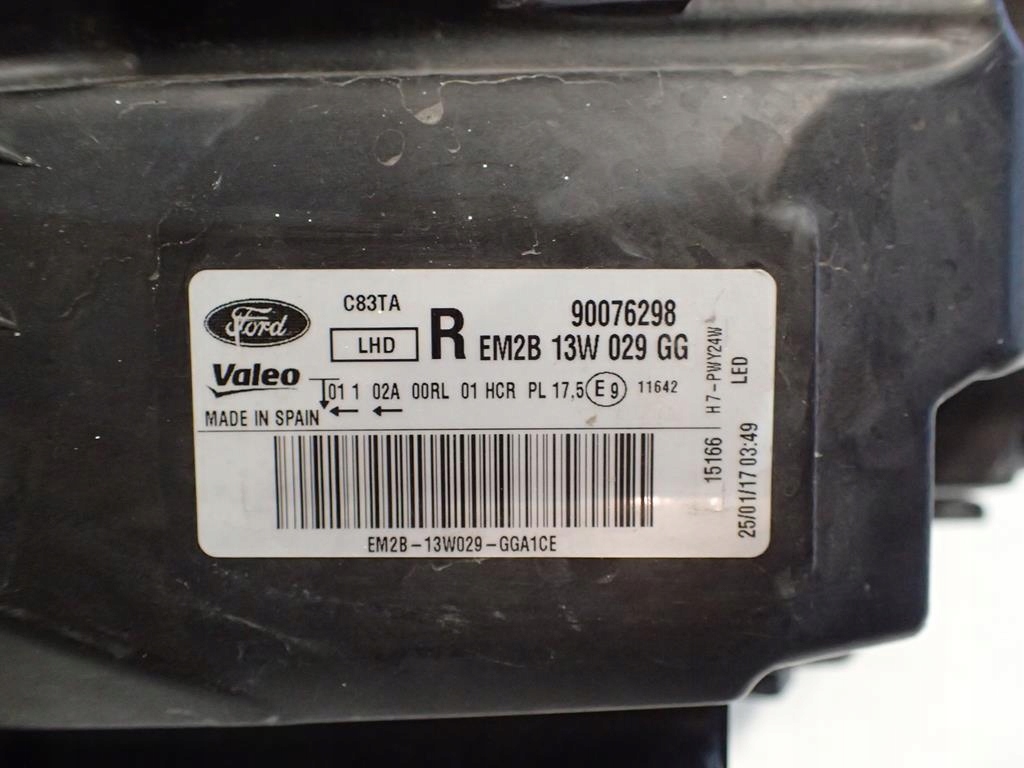 Ford
C83TA
90076298
LHD
R
EM2B 13W 029 GG
Valeo
01 1 02A 00RL 01 HCR PL 17,5 E9 11642
MADE IN SPAIN
EM2B-13W029-GGA1CE
15166 H7-PWY24W
25/01/17 03:49 LED